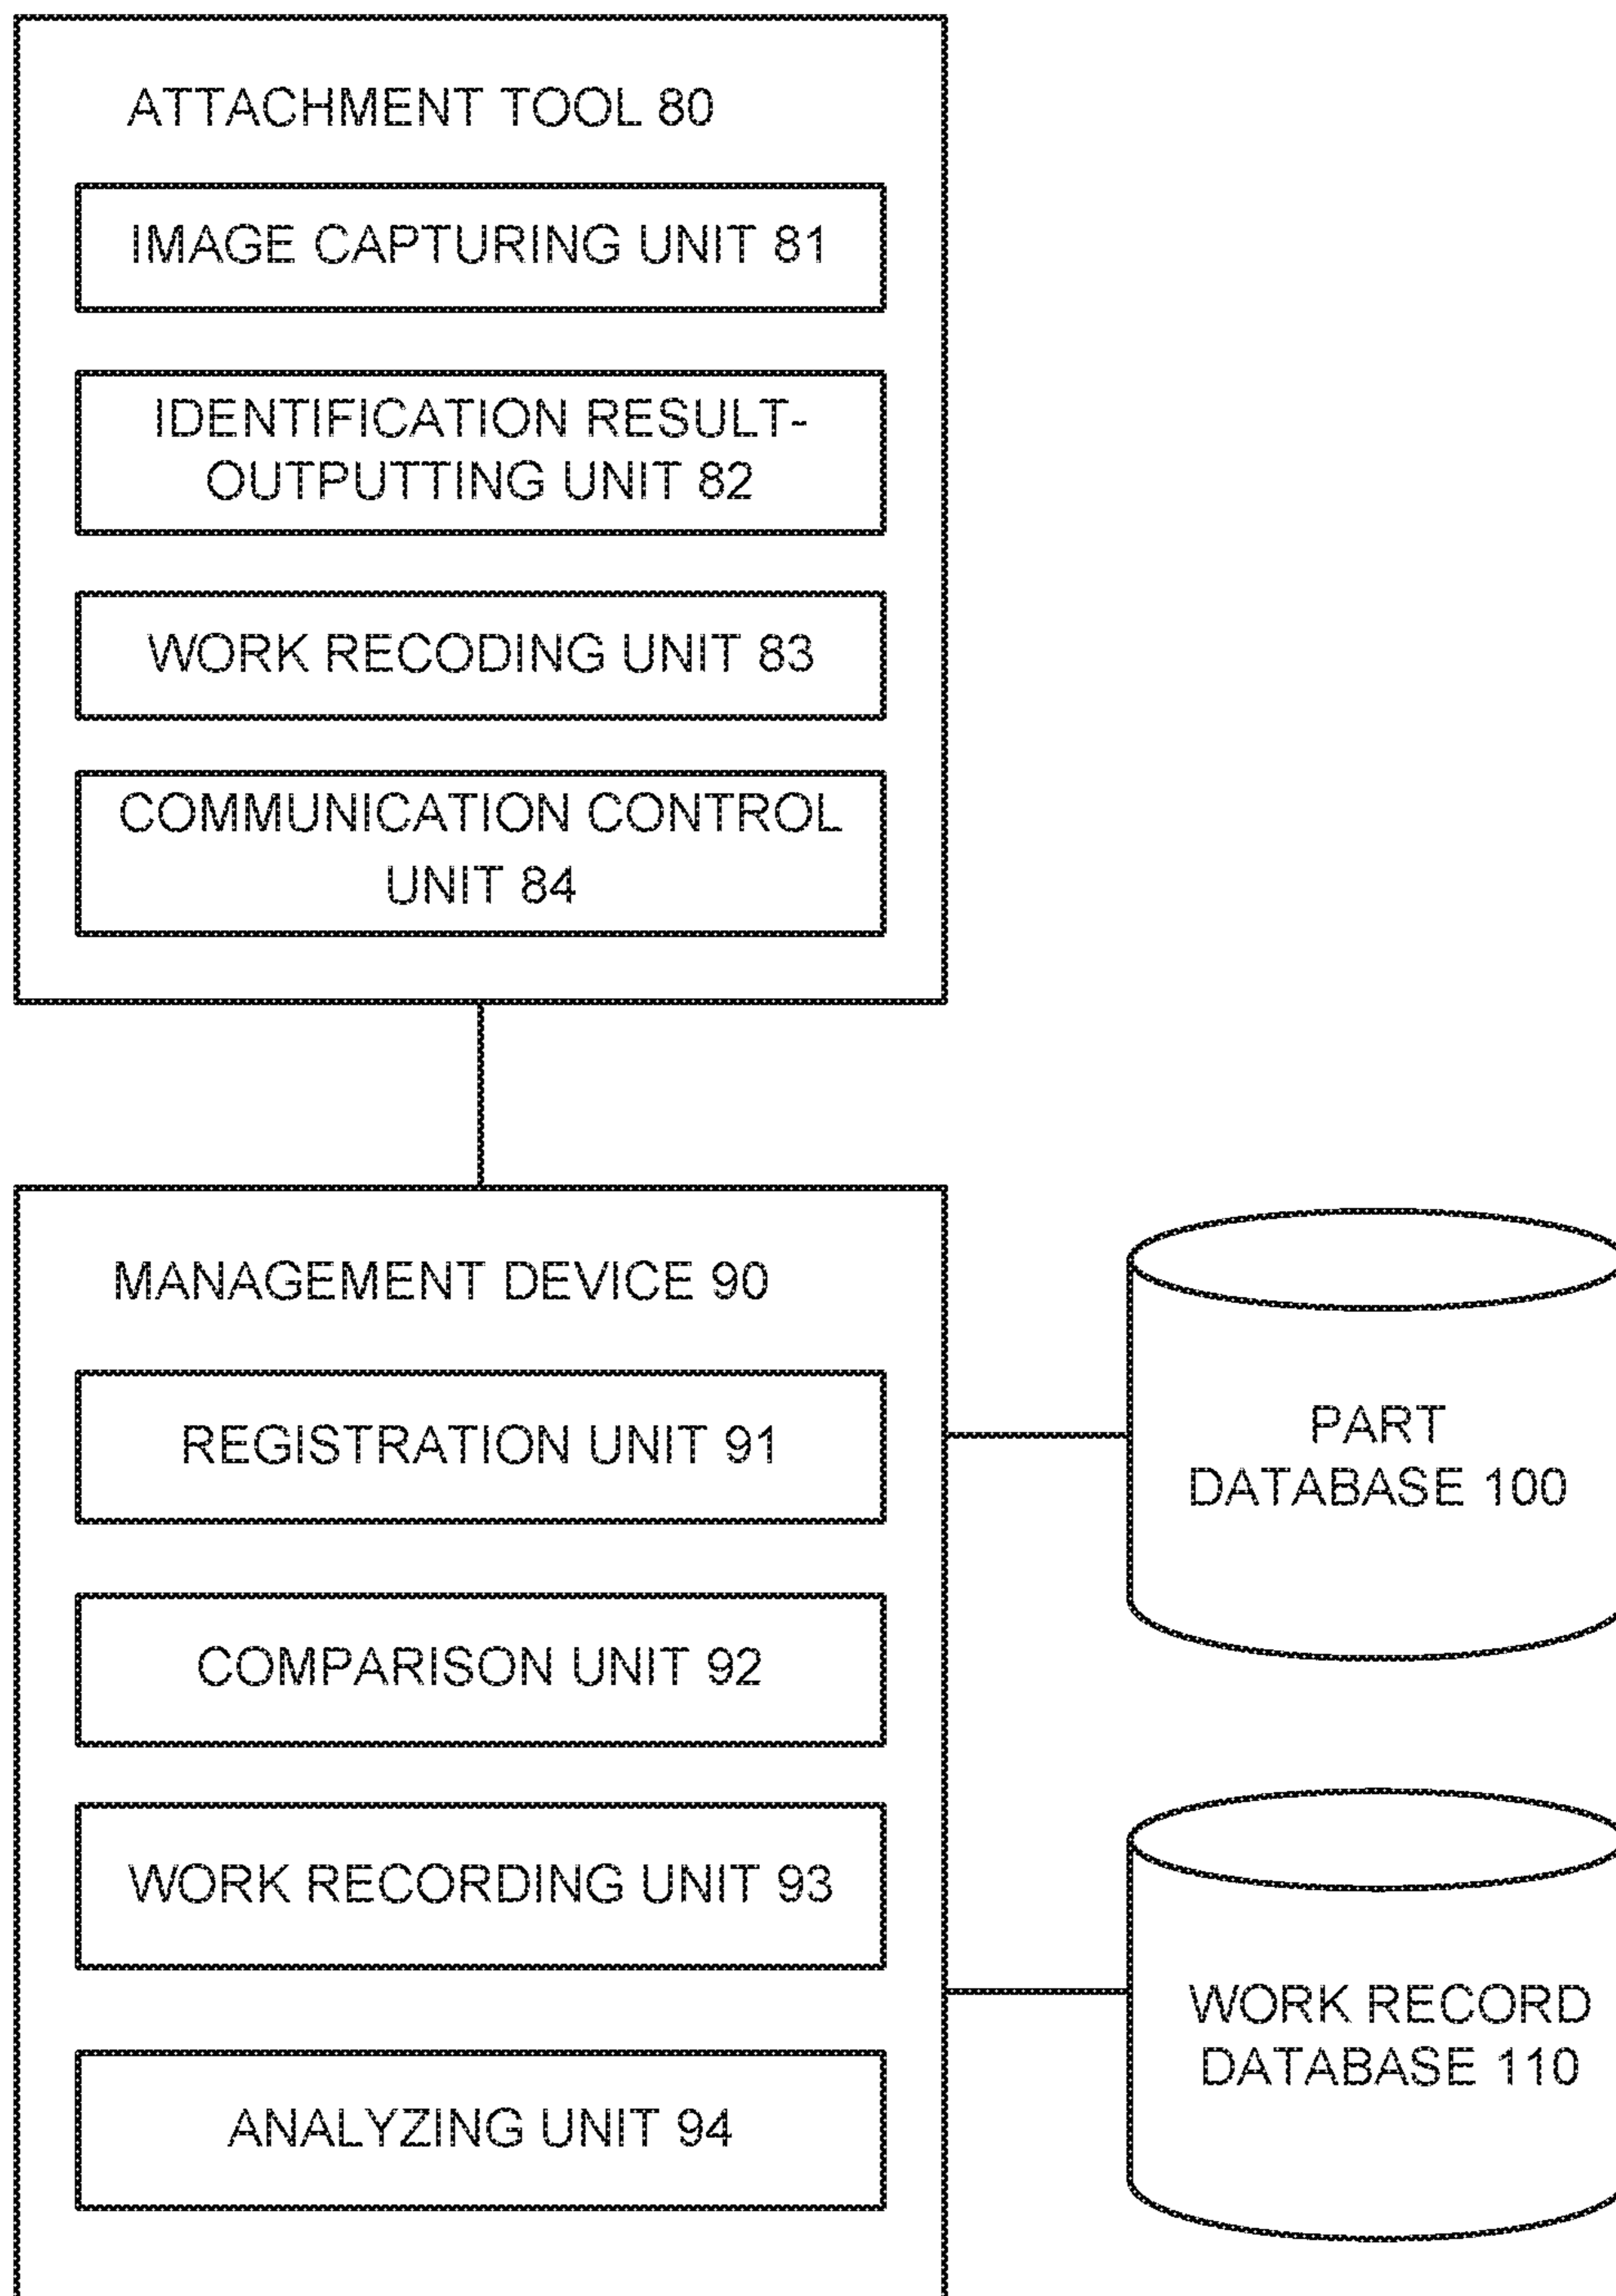 ATTACHMENT TOOL 80
IMAGE CAPTURING UNIT 81
IDENTIFICATION RESULT-
OUTPUTTING UNIT 82
WORK RECODING UNIT 83
COMMUNICATION CONTROL
UNIT 84
MANAGEMENT DEVICE 90
REGISTRATION UNIT 91
COMPARISON UNIT 92
WORK RECORDING UNIT 93
ANALYZING UNIT 94
PART
DATABASE 100
WORK RECORD
DATABASE 110